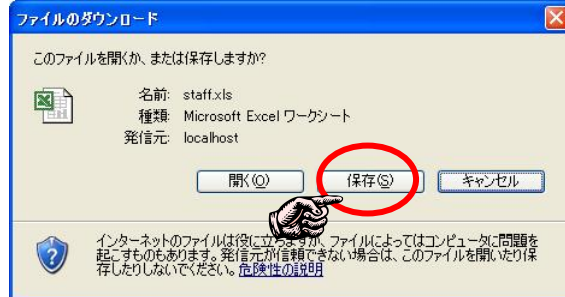 ファイルのダウンロード
このファイルを開くか、または保存しますか?
名前: staff.xls
種類: Microsoft Excel ワークシート
発信元: localhost
開く(O) 保存(S) キャンセル
インターネットのファイルは役に立ちますが、ファイルによってはコンピュータに問題を
起こすものもあります。発信元が信頼できない場合は、このファイルを開いたり保
存したりしないでください。危険性の説明